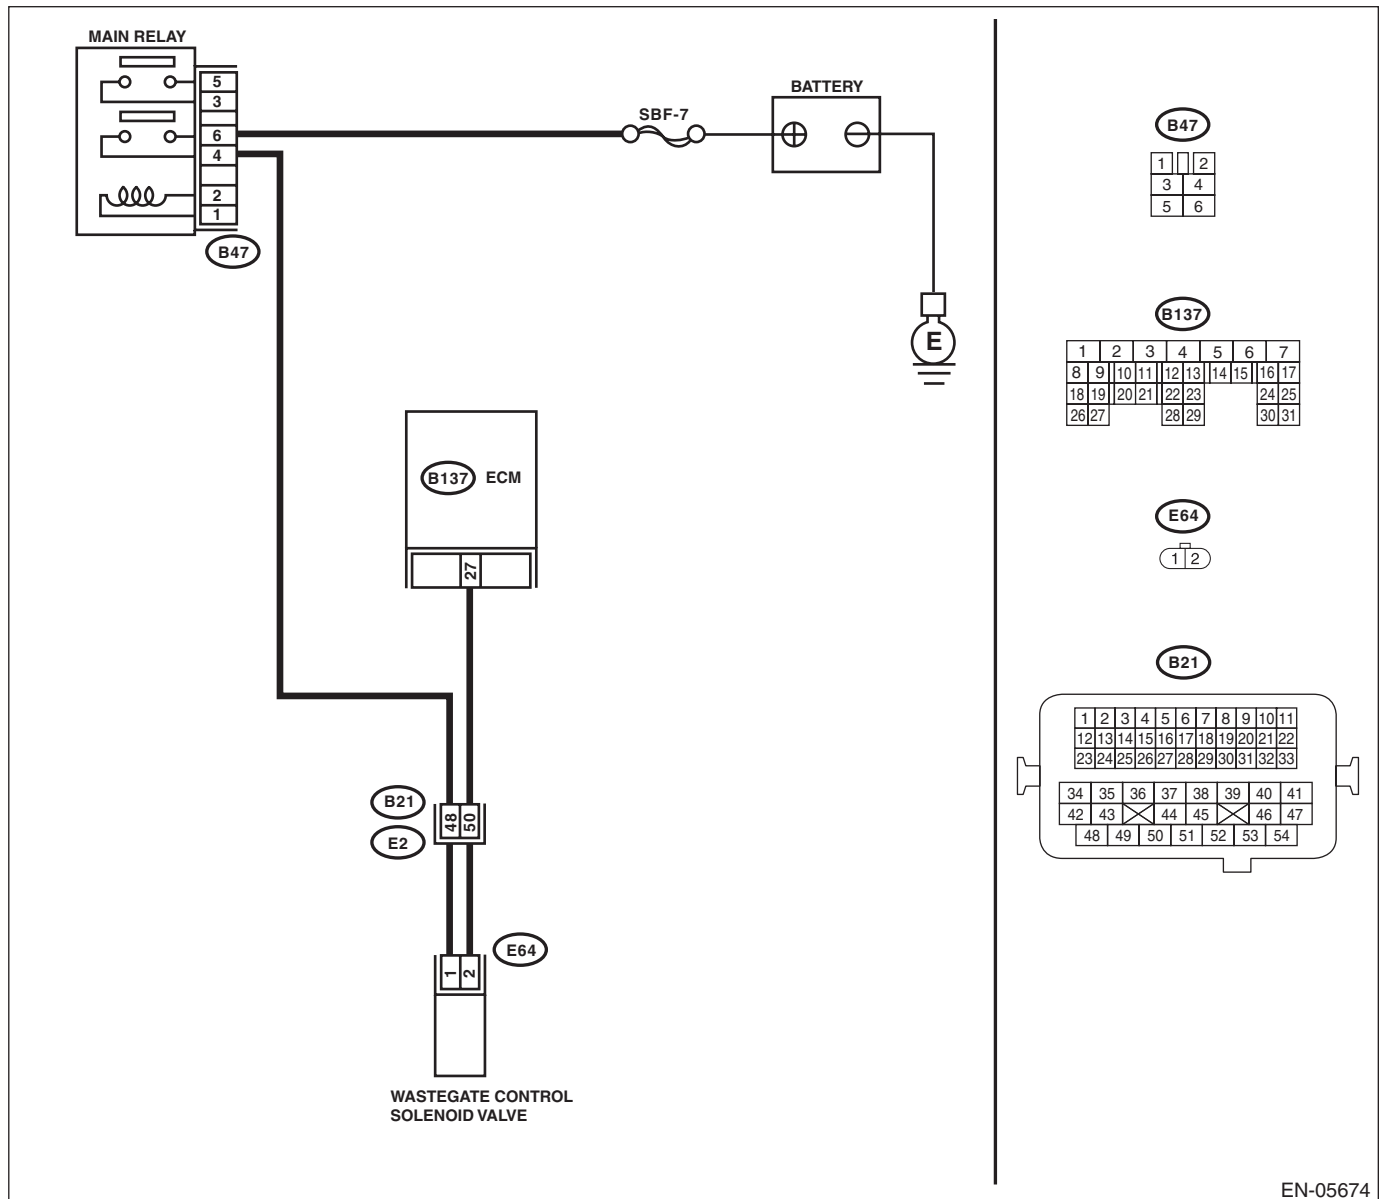 MAIN RELAY
5
3
6
4
2
1
B47
SBF-7
BATTERY
E
B137 ECM
27
B21
E2
48 50
E64
1 2
WASTEGATE CONTROL
SOLENOID VALVE
B47
1 2
3 4
5 6
B137
1 2 3 4 5 6 7
8 9 10 11 12 13 14 15 16 17
18 19 20 21 22 23 24 25
26 27 28 29 30 31
E64
1 2
B21
1 2 3 4 5 6 7 8 9 10 11
12 13 14 15 16 17 18 19 20 21 22
23 24 25 26 27 28 29 30 31 32 33
34 35 36 37 38 39 40 41
42 43 44 45 46 47
48 49 50 51 52 53 54
EN-05674